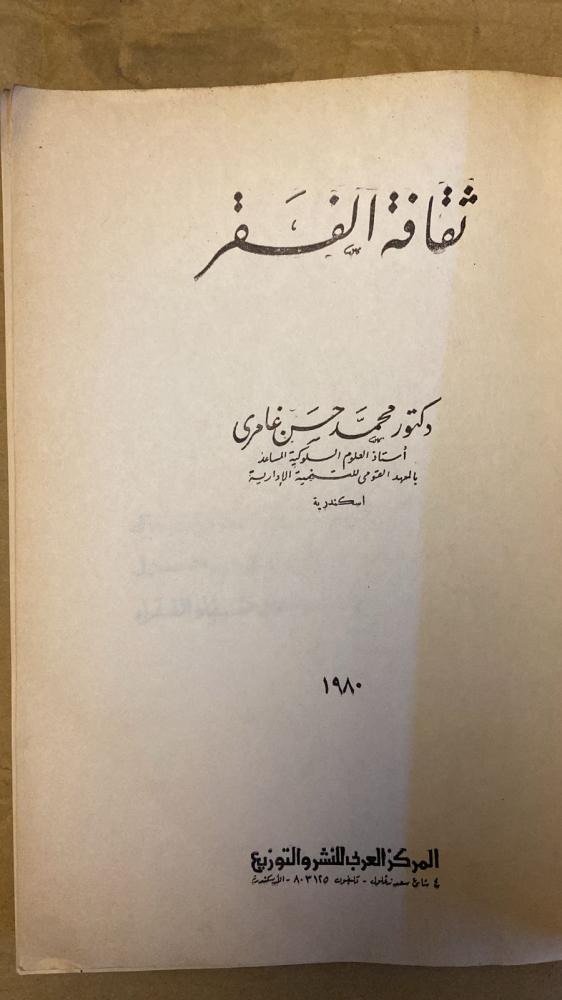 ثقافة الفقر
دكتور محمد حسن غامري
أستاذ العلوم السلوكية المساعد
بالمعهد القومي للتنمية الإدارية
اسكندرية
١٩٨٠
المركز العربي للنشر والتوزيع
٤ شارع سعد زغلول - تليفون ٨٠٣١٢٥ - الأسكندرية